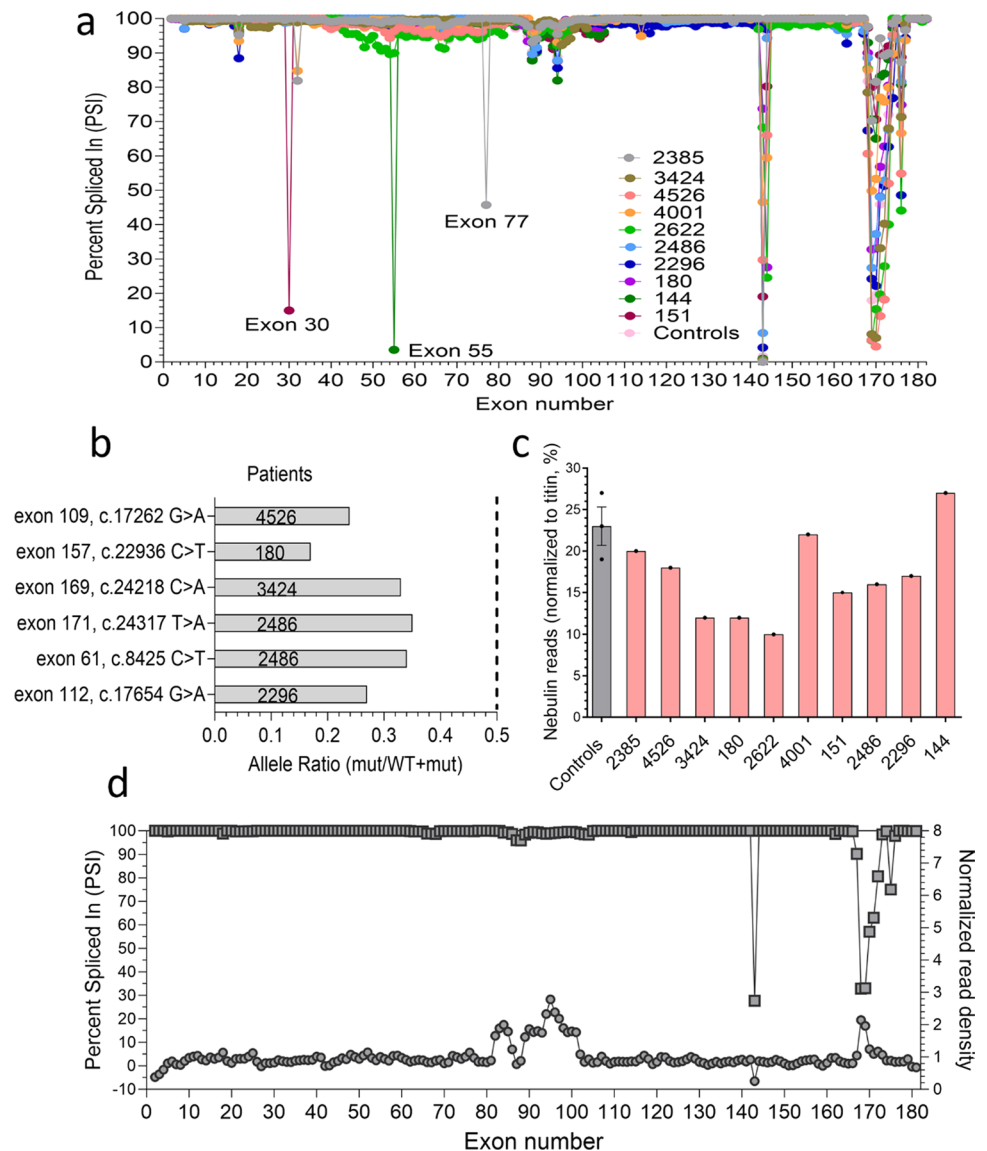 a
Percent Spliced In (PSI)
100
90
80
70
60
50
40
30
20
10
0
Exon 30
Exon 55
Exon 77
2385
3424
4526
4001
2622
2486
2296
180
144
151
Controls
0 10 20 30 40 50 60 70 80 90 100 110 120 130 140 150 160 170 180
Exon number
b
Patients
exon 109, c.17262 G>A
4526
exon 157, c.22936 C>T
180
exon 169, c.24218 C>A
3424
exon 171, c.24317 T>A
2486
exon 61, c.8425 C>T
2486
exon 112, c.17654 G>A
2296
0.0 0.1 0.2 0.3 0.4 0.5
Allele Ratio (mut/WT+mut)
c
Nebulin reads (normalized to titin, %)
30
25
20
15
10
5
0
Controls 2385 4526 3424 180 2622 4001 151 2486 2296 144
d
Percent Spliced In (PSI)
100
90
80
70
60
50
40
30
20
10
0
-10
8
7
6
5
4
3
2
1
0
Normalized read density
0 10 20 30 40 50 60 70 80 90 100 110 120 130 140 150 160 170 180
Exon number